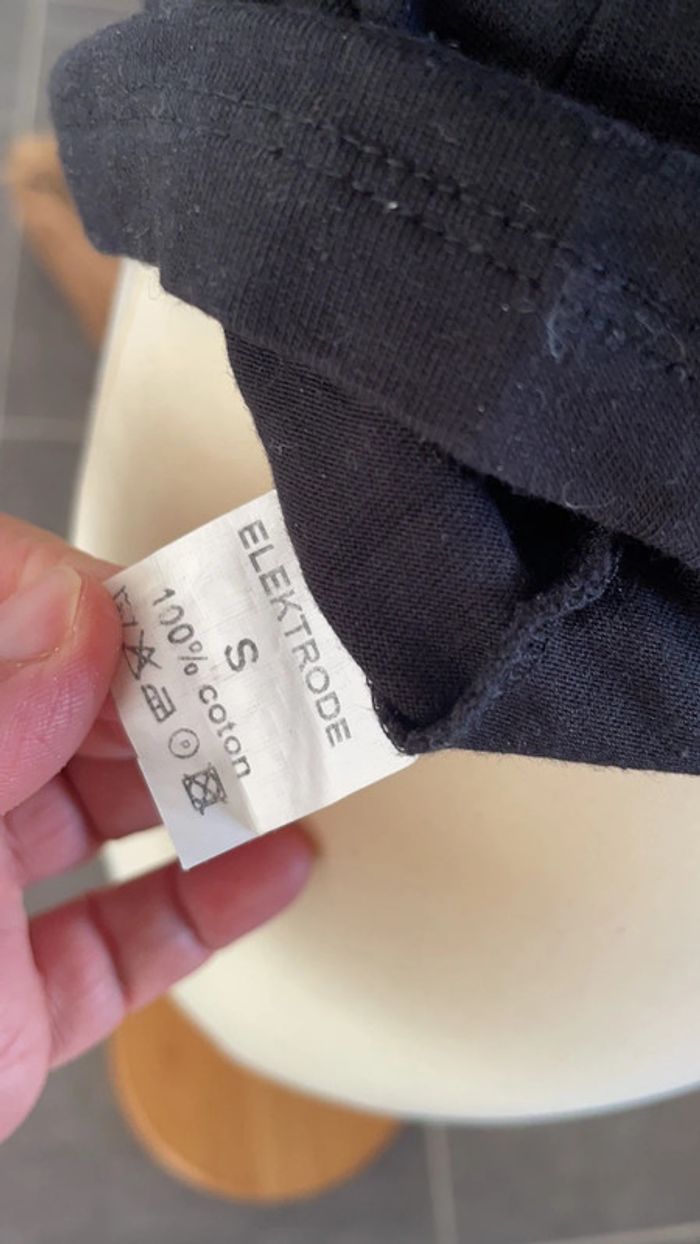 ELEKTRODE
S
100% coton
P